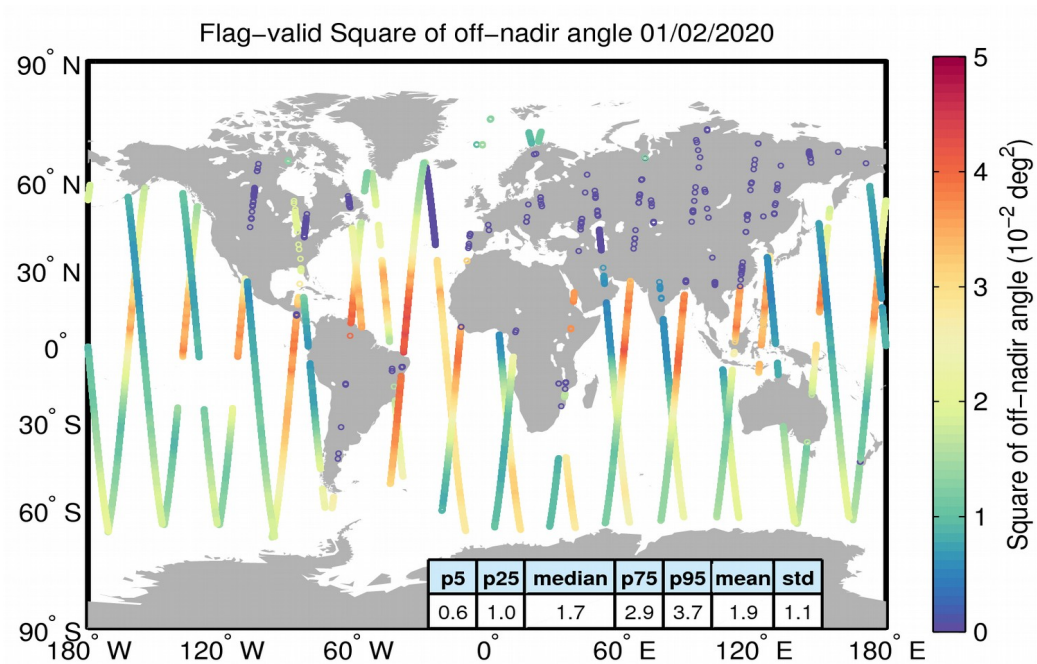 Flag−valid Square of off−nadir angle 01/02/2020
90° N
60° N
30° N
0°
30° S
60° S
90° S
180° W
120° W
60° W
0°
60° E
120° E
180° E
p5 p25 median p75 p95 mean std
0.6 1.0 1.7 2.9 3.7 1.9 1.1
5
4
3
2
1
0
Square of off−nadir angle (10⁻² deg²)